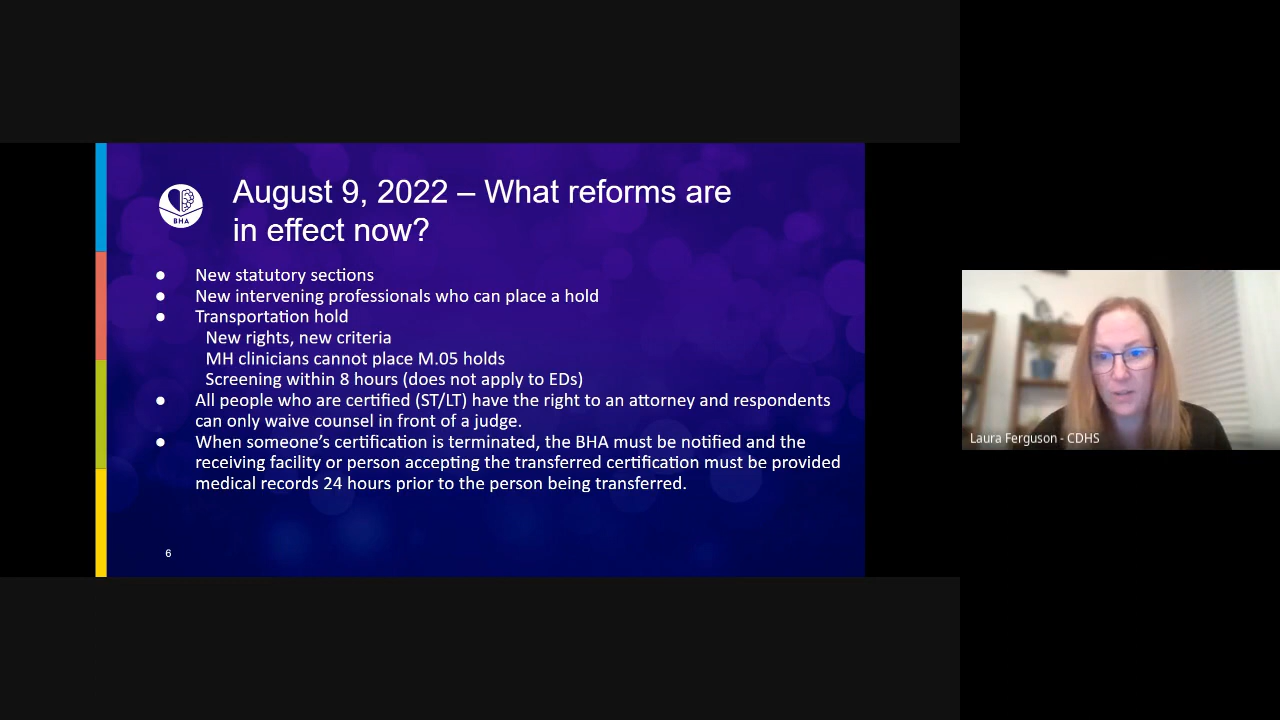 August 9, 2022 – What reforms are
in effect now?
BHA
● New statutory sections
● New intervening professionals who can place a hold
● Transportation hold
New rights, new criteria
MH clinicians cannot place M.05 holds
Screening within 8 hours (does not apply to EDs)
● All people who are certified (ST/LT) have the right to an attorney and respondents
can only waive counsel in front of a judge.
● When someone’s certification is terminated, the BHA must be notified and the
receiving facility or person accepting the transferred certification must be provided
medical records 24 hours prior to the person being transferred.
6
Laura Ferguson - CDHS